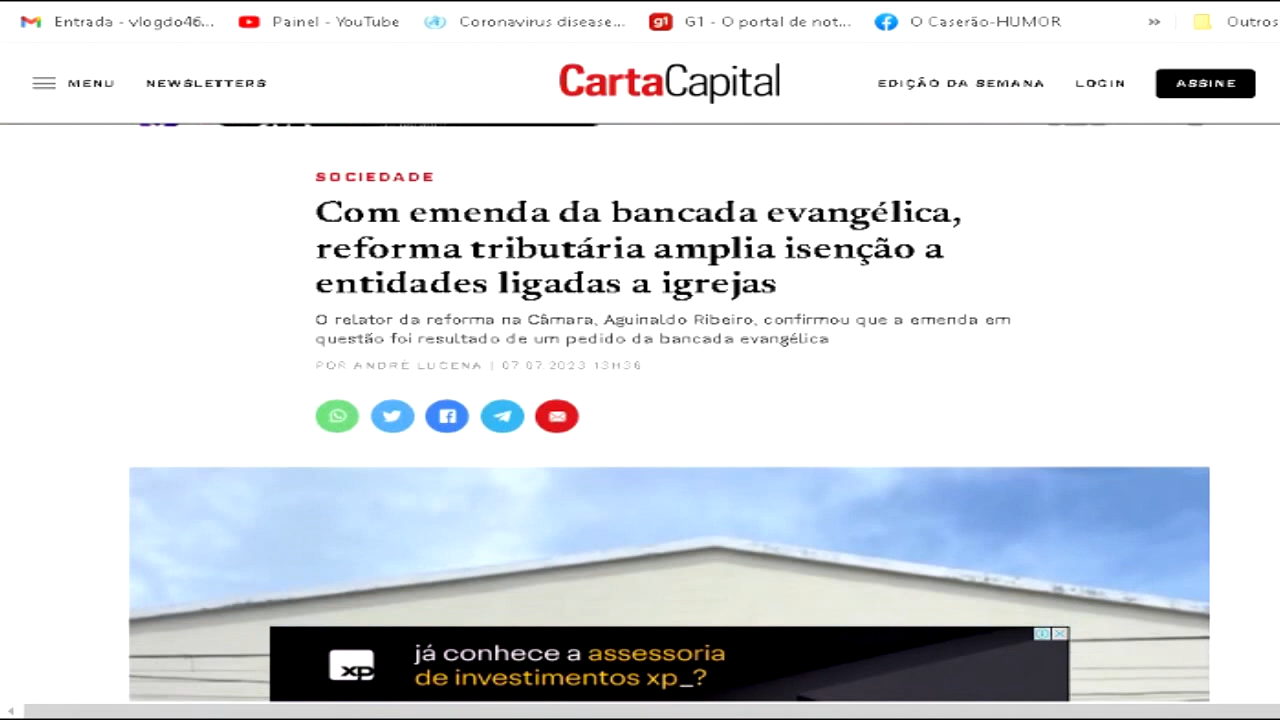 Entrada - vlogdo46... Painel - YouTube Coronavirus disease... G1 - O portal de not... O Caserão-HUMOR » Outros
MENU NEWSLETTERS CartaCapital EDIÇÃO DA SEMANA LOGIN ASSINE
SOCIEDADE
Com emenda da bancada evangélica,
reforma tributária amplia isenção a
entidades ligadas a igrejas
O relator da reforma na Câmara, Aguinaldo Ribeiro, confirmou que a emenda em
questão foi resultado de um pedido da bancada evangélica
POR ANDRÉ LUCENA | 07.07.2023 13H36
xp já conhece a assessoria
de investimentos xp_?